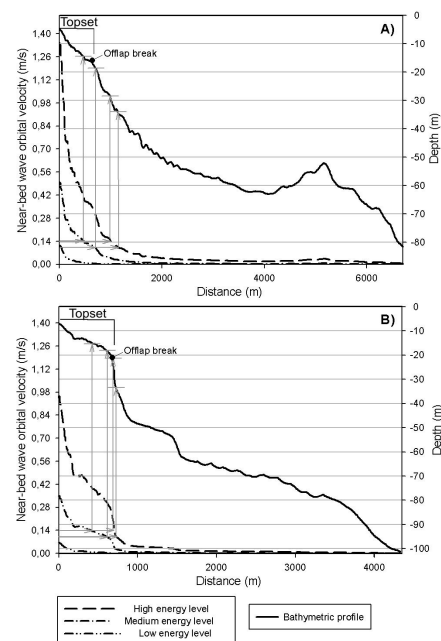 Topset
A)
Offlap break
Near-bed wave orbital velocity (m/s)
1,40
1,26
1,12
0,98
0,84
0,70
0,56
0,42
0,28
0,14
0,00
0
-10
-20
-30
-40
-50
-60
-70
-80
Depth (m)
0 2000 4000 6000
Distance (m)
Topset
B)
Offlap break
Near-bed wave orbital velocity (m/s)
1,40
1,26
1,12
0,98
0,84
0,70
0,56
0,42
0,28
0,14
0,00
0
-10
-20
-30
-40
-50
-60
-70
-80
-90
-100
Depth (m)
0 1000 2000 3000 4000
Distance (m)
High energy level
Medium energy level
Low energy level
Bathymetric profile